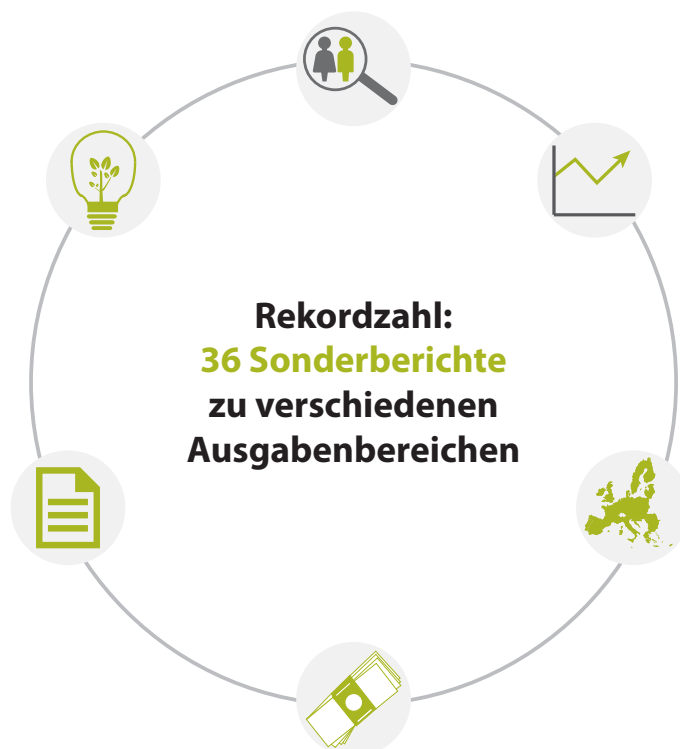 Rekordzahl:
36 Sonderberichte
zu verschiedenen
Ausgabenbereichen